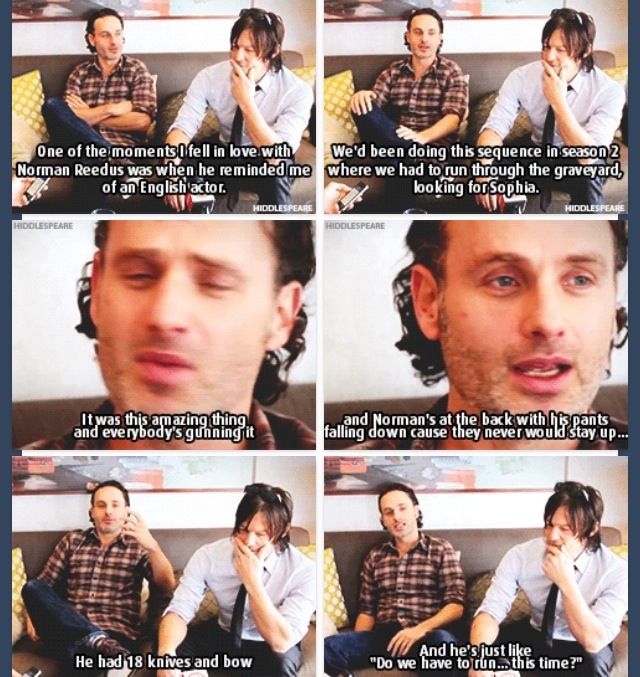 One of the moments I fell in love with
Norman Reedus was when he reminded me
of an English actor.
HIDDLESPEARE
We'd been doing this sequence in season 2
where we had to run through the graveyard,
looking for Sophia.
HIDDLESPEARE
HIDDLESPEARE
It was this amazing thing
and everybody's gunning it
HIDDLESPEARE
and Norman's at the back with his pants
falling down cause they never would stay up...
He had 18 knives and bow
And he's just like
"Do we have to run...this time?"